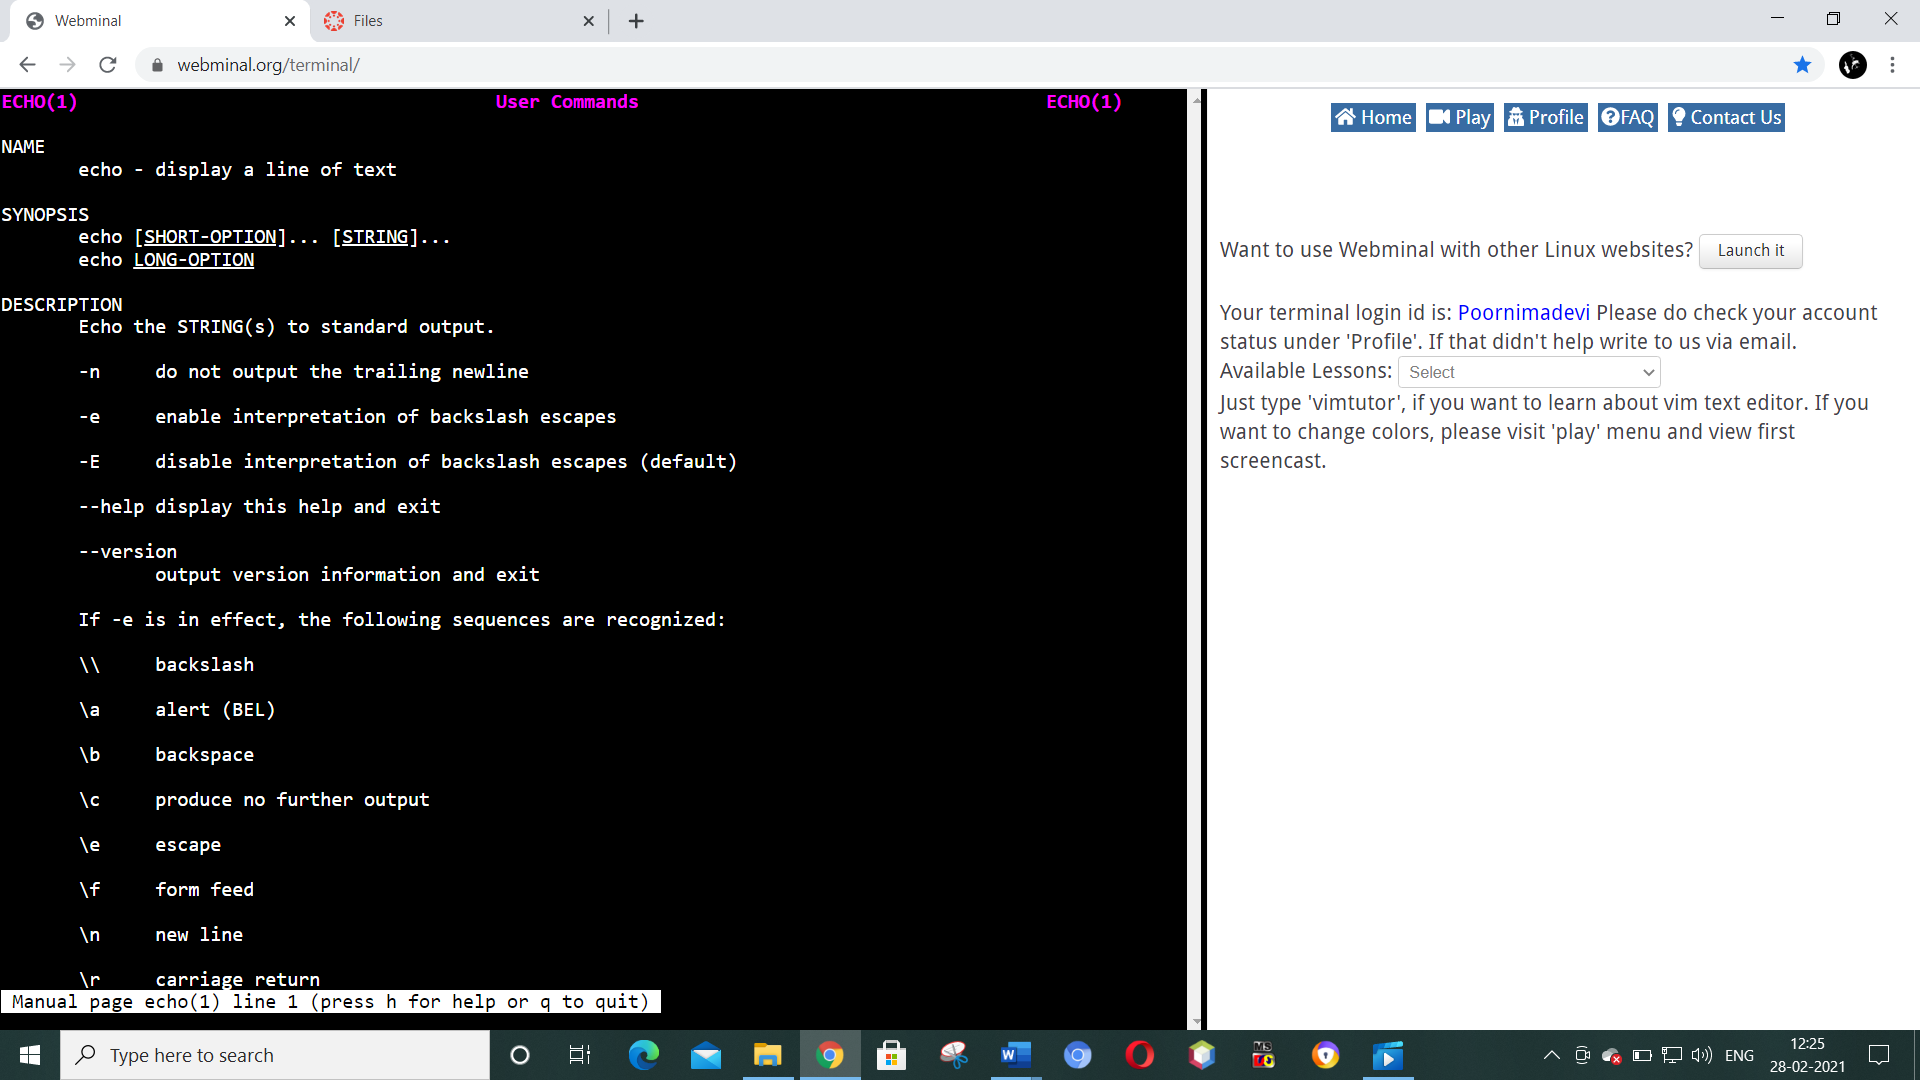 Webminal
Files
webminal.org/terminal/
ECHO(1) User Commands ECHO(1)
NAME
echo - display a line of text
SYNOPSIS
echo [SHORT-OPTION]... [STRING]...
echo LONG-OPTION
DESCRIPTION
Echo the STRING(s) to standard output.
-n do not output the trailing newline
-e enable interpretation of backslash escapes
-E disable interpretation of backslash escapes (default)
--help display this help and exit
--version
output version information and exit
If -e is in effect, the following sequences are recognized:
\\ backslash
\a alert (BEL)
\b backspace
\c produce no further output
\e escape
\f form feed
\n new line
\r carriage return
Manual page echo(1) line 1 (press h for help or q to quit)
Home Play Profile FAQ Contact Us
Want to use Webminal with other Linux websites? Launch it
Your terminal login id is: Poornimadevi Please do check your account
status under 'Profile'. If that didn't help write to us via email.
Available Lessons: Select
Just type 'vimtutor', if you want to learn about vim text editor. If you
want to change colors, please visit 'play' menu and view first
screencast.
Type here to search
ENG
12:25
28-02-2021